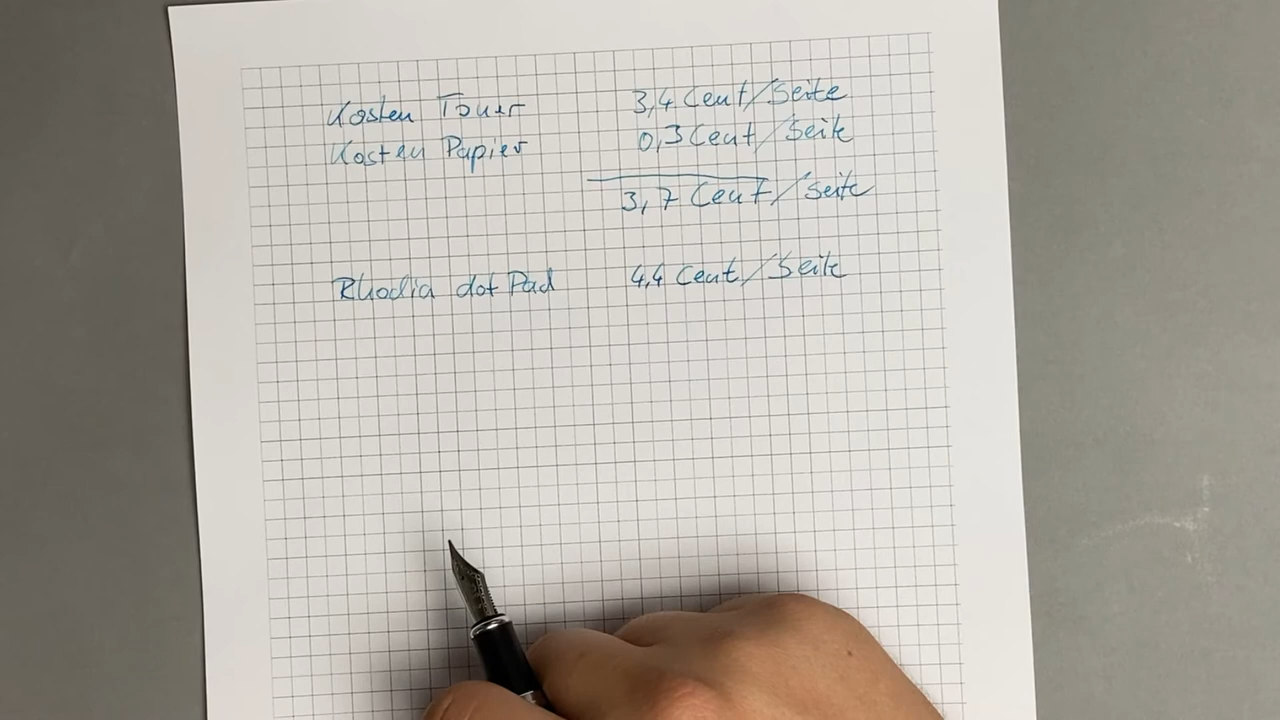 Kosten Toner 3,4 Cent/Seite
Kosten Papier 0,3 Cent/Seite
3,7 Cent/Seite
Rhodia dot Pad 4,4 Cent/Seite